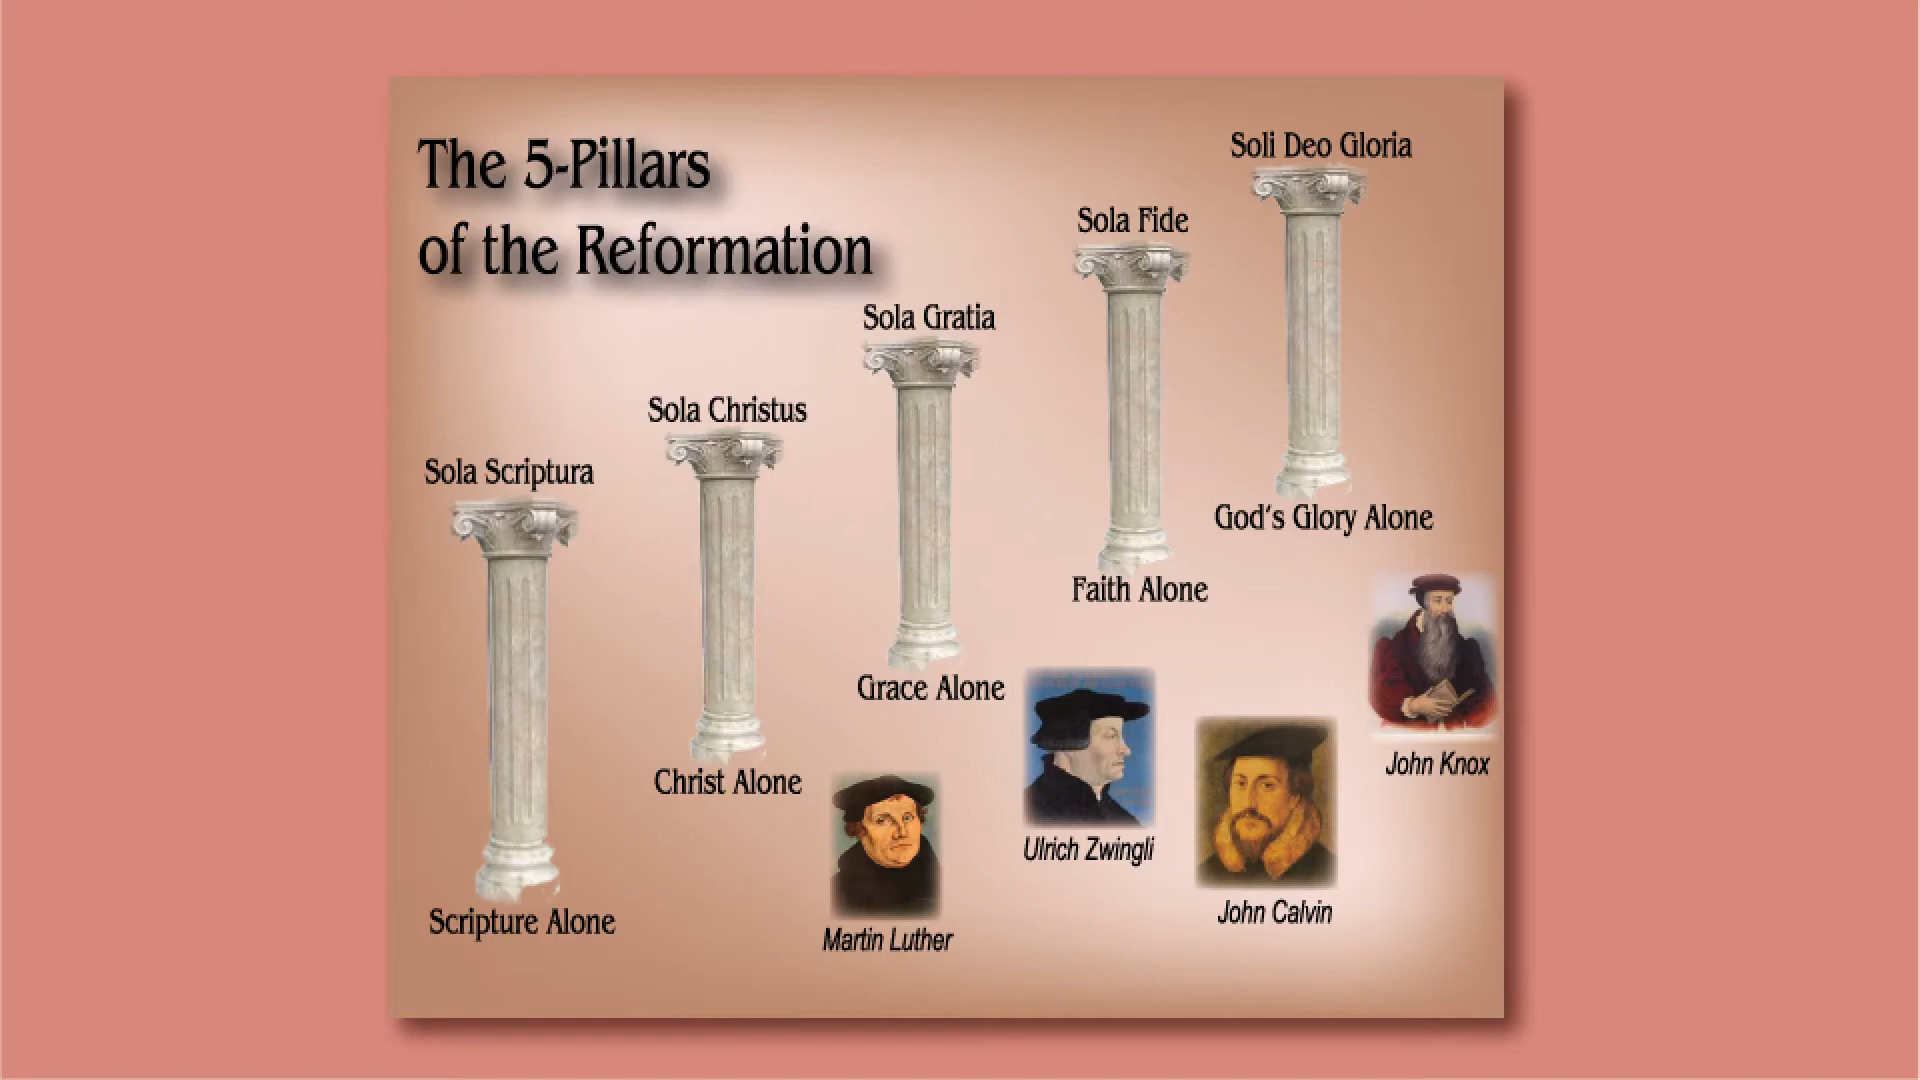 The 5-Pillars
of the Reformation
Soli Deo Gloria
Sola Fide
Sola Gratia
Sola Christus
Sola Scriptura
God's Glory Alone
Faith Alone
Grace Alone
Christ Alone
Scripture Alone
John Knox
Ulrich Zwingli
John Calvin
Martin Luther